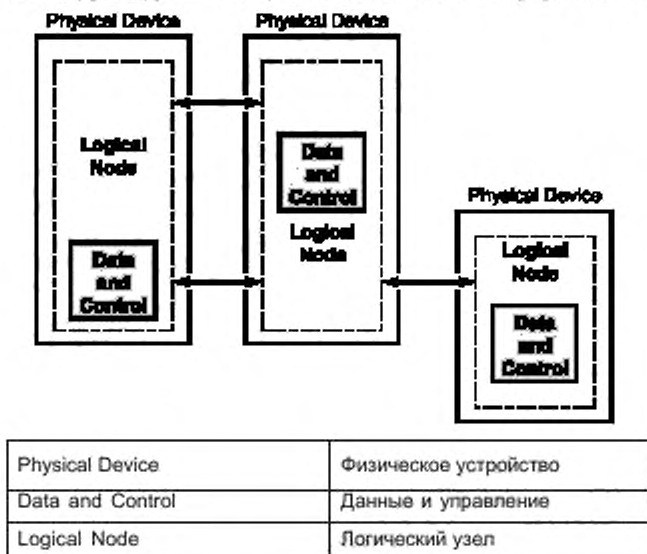 Physical Device
Physical Device
Logical
Node
Data
and
Control
Data
and
Control
Logical
Node
Physical Device
Logical
Node
Data
and
Control
Physical Device Физическое устройство
Data and Control Данные и управление
Logical Node Логический узел